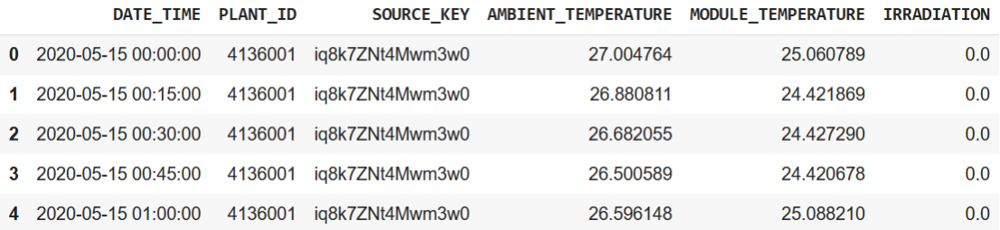 DATE_TIME PLANT_ID SOURCE_KEY AMBIENT_TEMPERATURE MODULE_TEMPERATURE IRRADIATION
0 2020-05-15 00:00:00 4136001 iq8k7ZNt4Mwm3w0 27.004764 25.060789 0.0
1 2020-05-15 00:15:00 4136001 iq8k7ZNt4Mwm3w0 26.880811 24.421869 0.0
2 2020-05-15 00:30:00 4136001 iq8k7ZNt4Mwm3w0 26.682055 24.427290 0.0
3 2020-05-15 00:45:00 4136001 iq8k7ZNt4Mwm3w0 26.500589 24.420678 0.0
4 2020-05-15 01:00:00 4136001 iq8k7ZNt4Mwm3w0 26.596148 25.088210 0.0